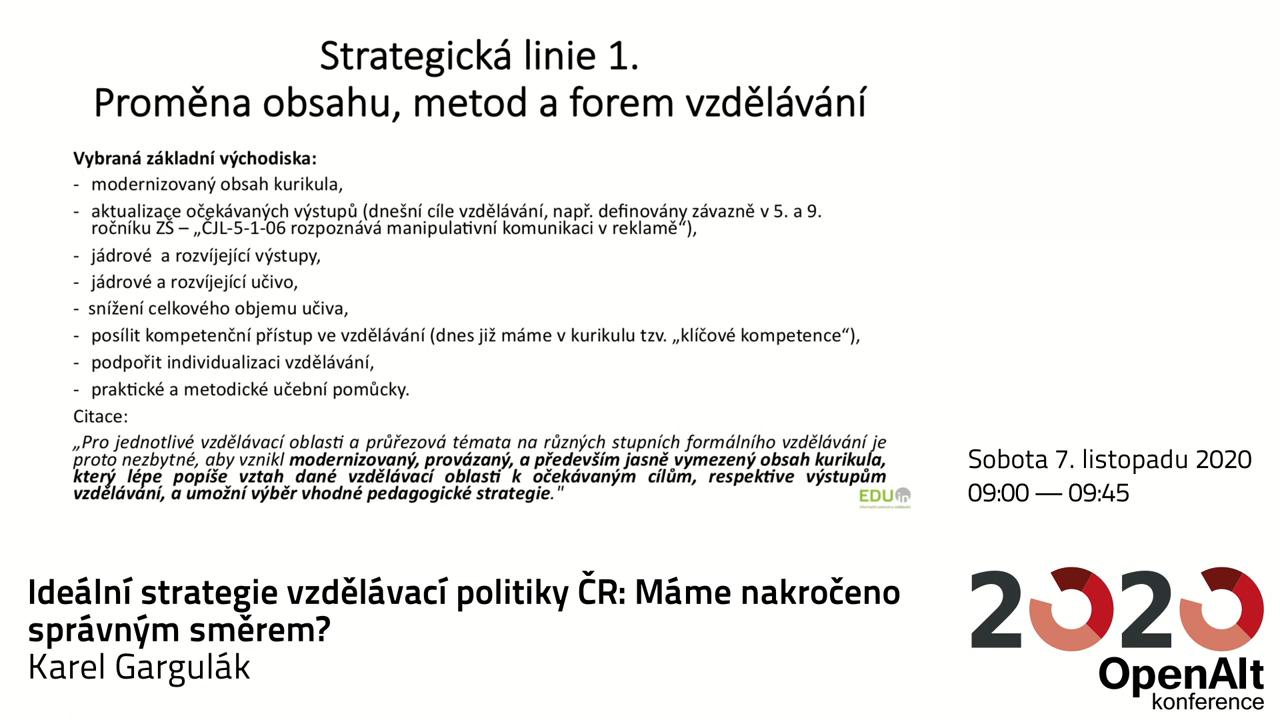 Strategická linie 1.
Proměna obsahu, metod a forem vzdělávání
Vybraná základní východiska:
- modernizovaný obsah kurikula,
- aktualizace očekávaných výstupů (dnešní cíle vzdělávání, např. definovány závazně v 5. a 9.
ročníku ZŠ – „ČJL-5-1-06 rozpoznává manipulativní komunikaci v reklamě“),
- jádrové a rozvíjející výstupy,
- jádrové a rozvíjející učivo,
- snížení celkového objemu učiva,
- posílit kompetenční přístup ve vzdělávání (dnes již máme v kurikulu tzv. „klíčové kompetence“),
- podpořit individualizaci vzdělávání,
- praktické a metodické učební pomůcky.
Citace:
„Pro jednotlivé vzdělávací oblasti a průřezová témata na různých stupních formálního vzdělávání je
proto nezbytné, aby vznikl modernizovaný, provázaný, a především jasně vymezený obsah kurikula,
který lépe popíše vztah dané vzdělávací oblasti k očekávaným cílům, respektive výstupům
vzdělávání, a umožní výběr vhodné pedagogické strategie."
EDUin
Sobota 7. listopadu 2020
09:00 — 09:45
Ideální strategie vzdělávací politiky ČR: Máme nakročeno
správným směrem?
Karel Gargulák
2020
OpenAlt
konference